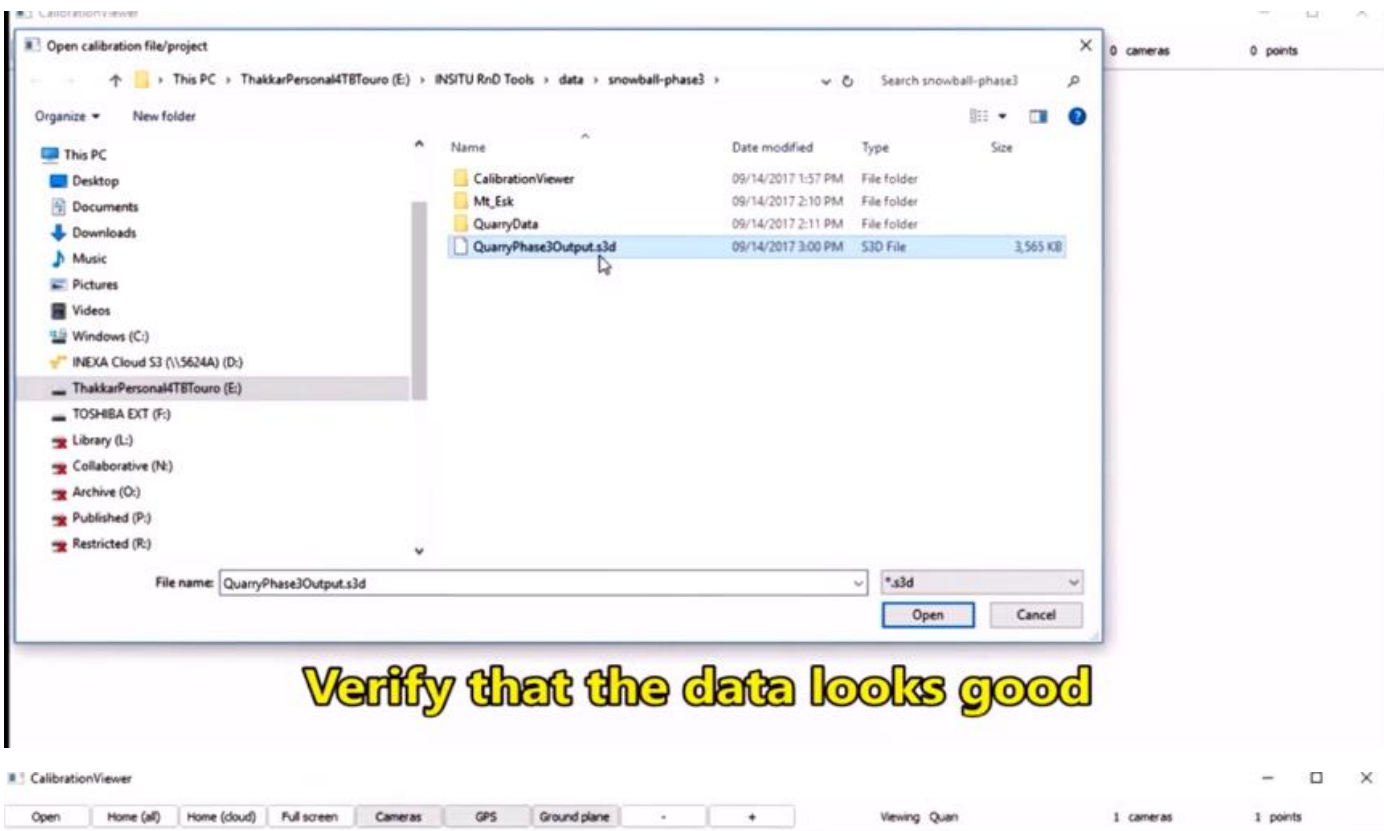 CalibrationViewer
Open calibration file/project
0 cameras 0 points
This PC > ThakkarPersonal4TBTouro (E:) > INSITU RnD Tools > data > snowball-phase3 >
Search snowball-phase3
Organize New folder
Name Date modified Type Size
This PC
Desktop
Documents
Downloads
Music
Pictures
Videos
Windows (C:)
INEXA Cloud S3 (\\5624A) (D:)
ThakkarPersonal4TBTouro (E:)
TOSHIBA EXT (F:)
Library (L:)
Collaborative (N:)
Archive (O:)
Published (P:)
Restricted (R:)
CalibrationViewer 09/14/2017 1:57 PM File folder
Mt_Esk 09/14/2017 2:10 PM File folder
QuarryData 09/14/2017 2:11 PM File folder
QuarryPhase3Output.s3d 09/14/2017 3:00 PM S3D File 3,565 KB
File name: QuarryPhase3Output.s3d *.s3d
Open Cancel
Verify that the data looks good
CalibrationViewer
Open Home (all) Home (cloud) Full screen Cameras GPS Ground plane - + Viewing Quarr 1 cameras 1 points